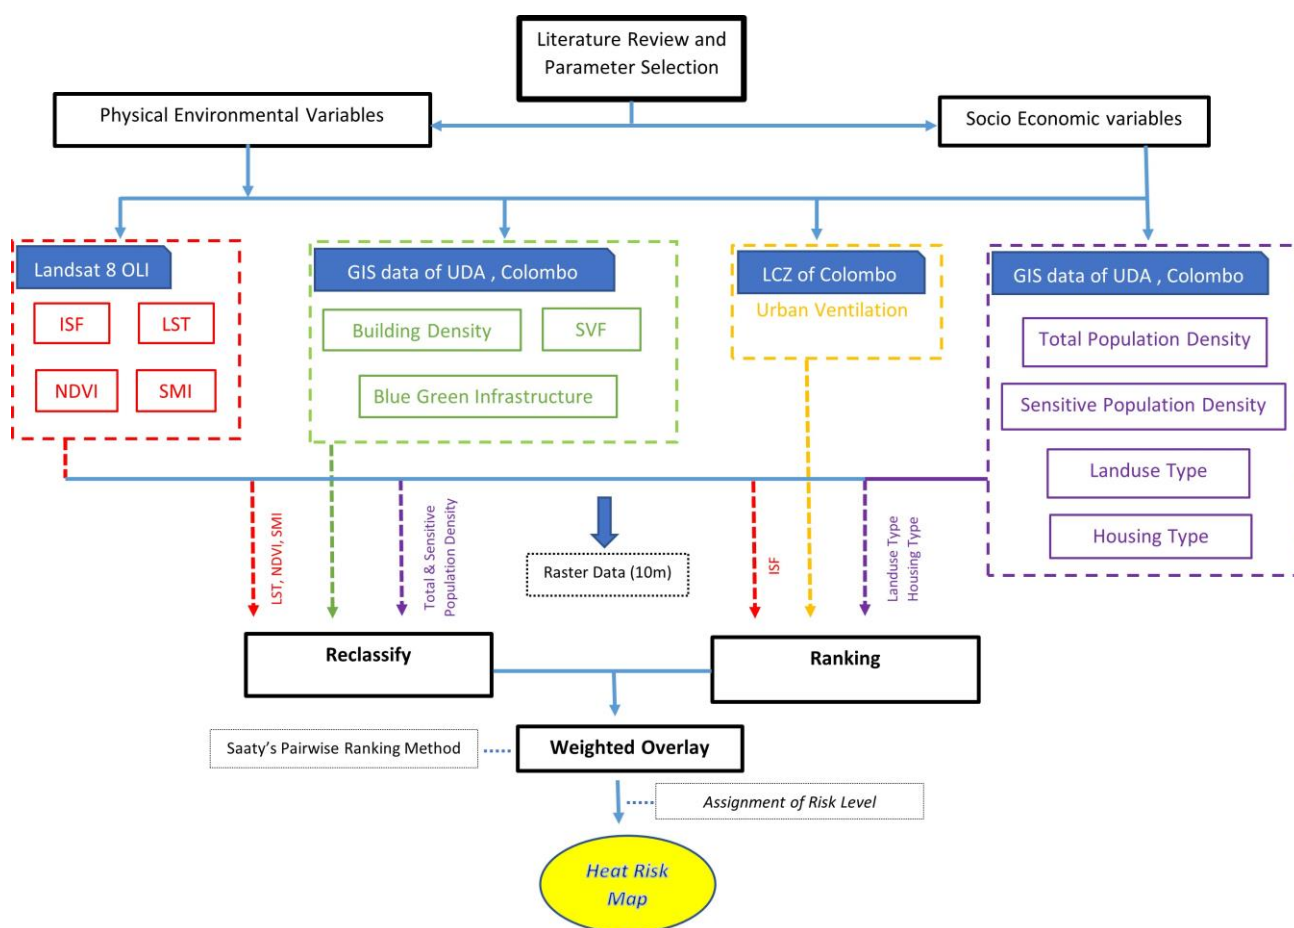 Literature Review and
Parameter Selection
Physical Environmental Variables
Socio Economic variables
Landsat 8 OLI
ISF
LST
NDVI
SMI
GIS data of UDA , Colombo
Building Density
SVF
Blue Green Infrastructure
LCZ of Colombo
Urban Ventilation
GIS data of UDA , Colombo
Total Population Density
Sensitive Population Density
Landuse Type
Housing Type
LST, NDVI, SMI
Total & Sensitive
Population Density
Raster Data (10m)
ISF
Landuse Type
Housing Type
Reclassify
Ranking
Saaty's Pairwise Ranking Method
Weighted Overlay
Assignment of Risk Level
Heat Risk
Map